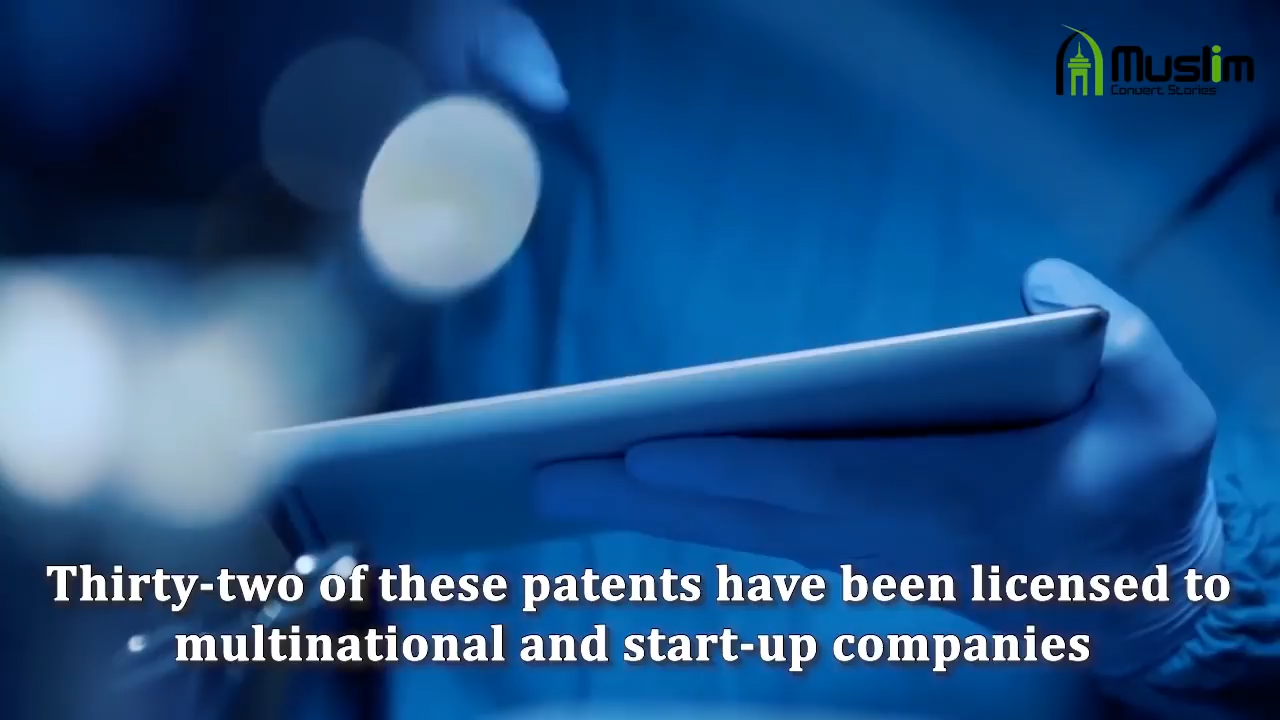 Muslim
Convert Stories
Thirty-two of these patents have been licensed to
multinational and start-up companies